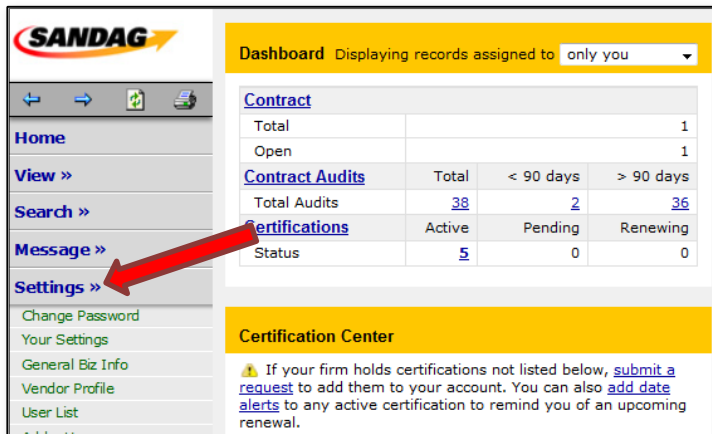 SANDAG
Dashboard Displaying records assigned to only you
Contract
Total 1
Open 1
Contract Audits Total < 90 days > 90 days
Total Audits 38 2 36
Certifications Active Pending Renewing
Status 5 0 0
Home
View »
Search »
Message »
Settings »
Change Password
Your Settings
General Biz Info
Vendor Profile
User List
Certification Center
If your firm holds certifications not listed below, submit a
request to add them to your account. You can also add date
alerts to any active certification to remind you of an upcoming
renewal.